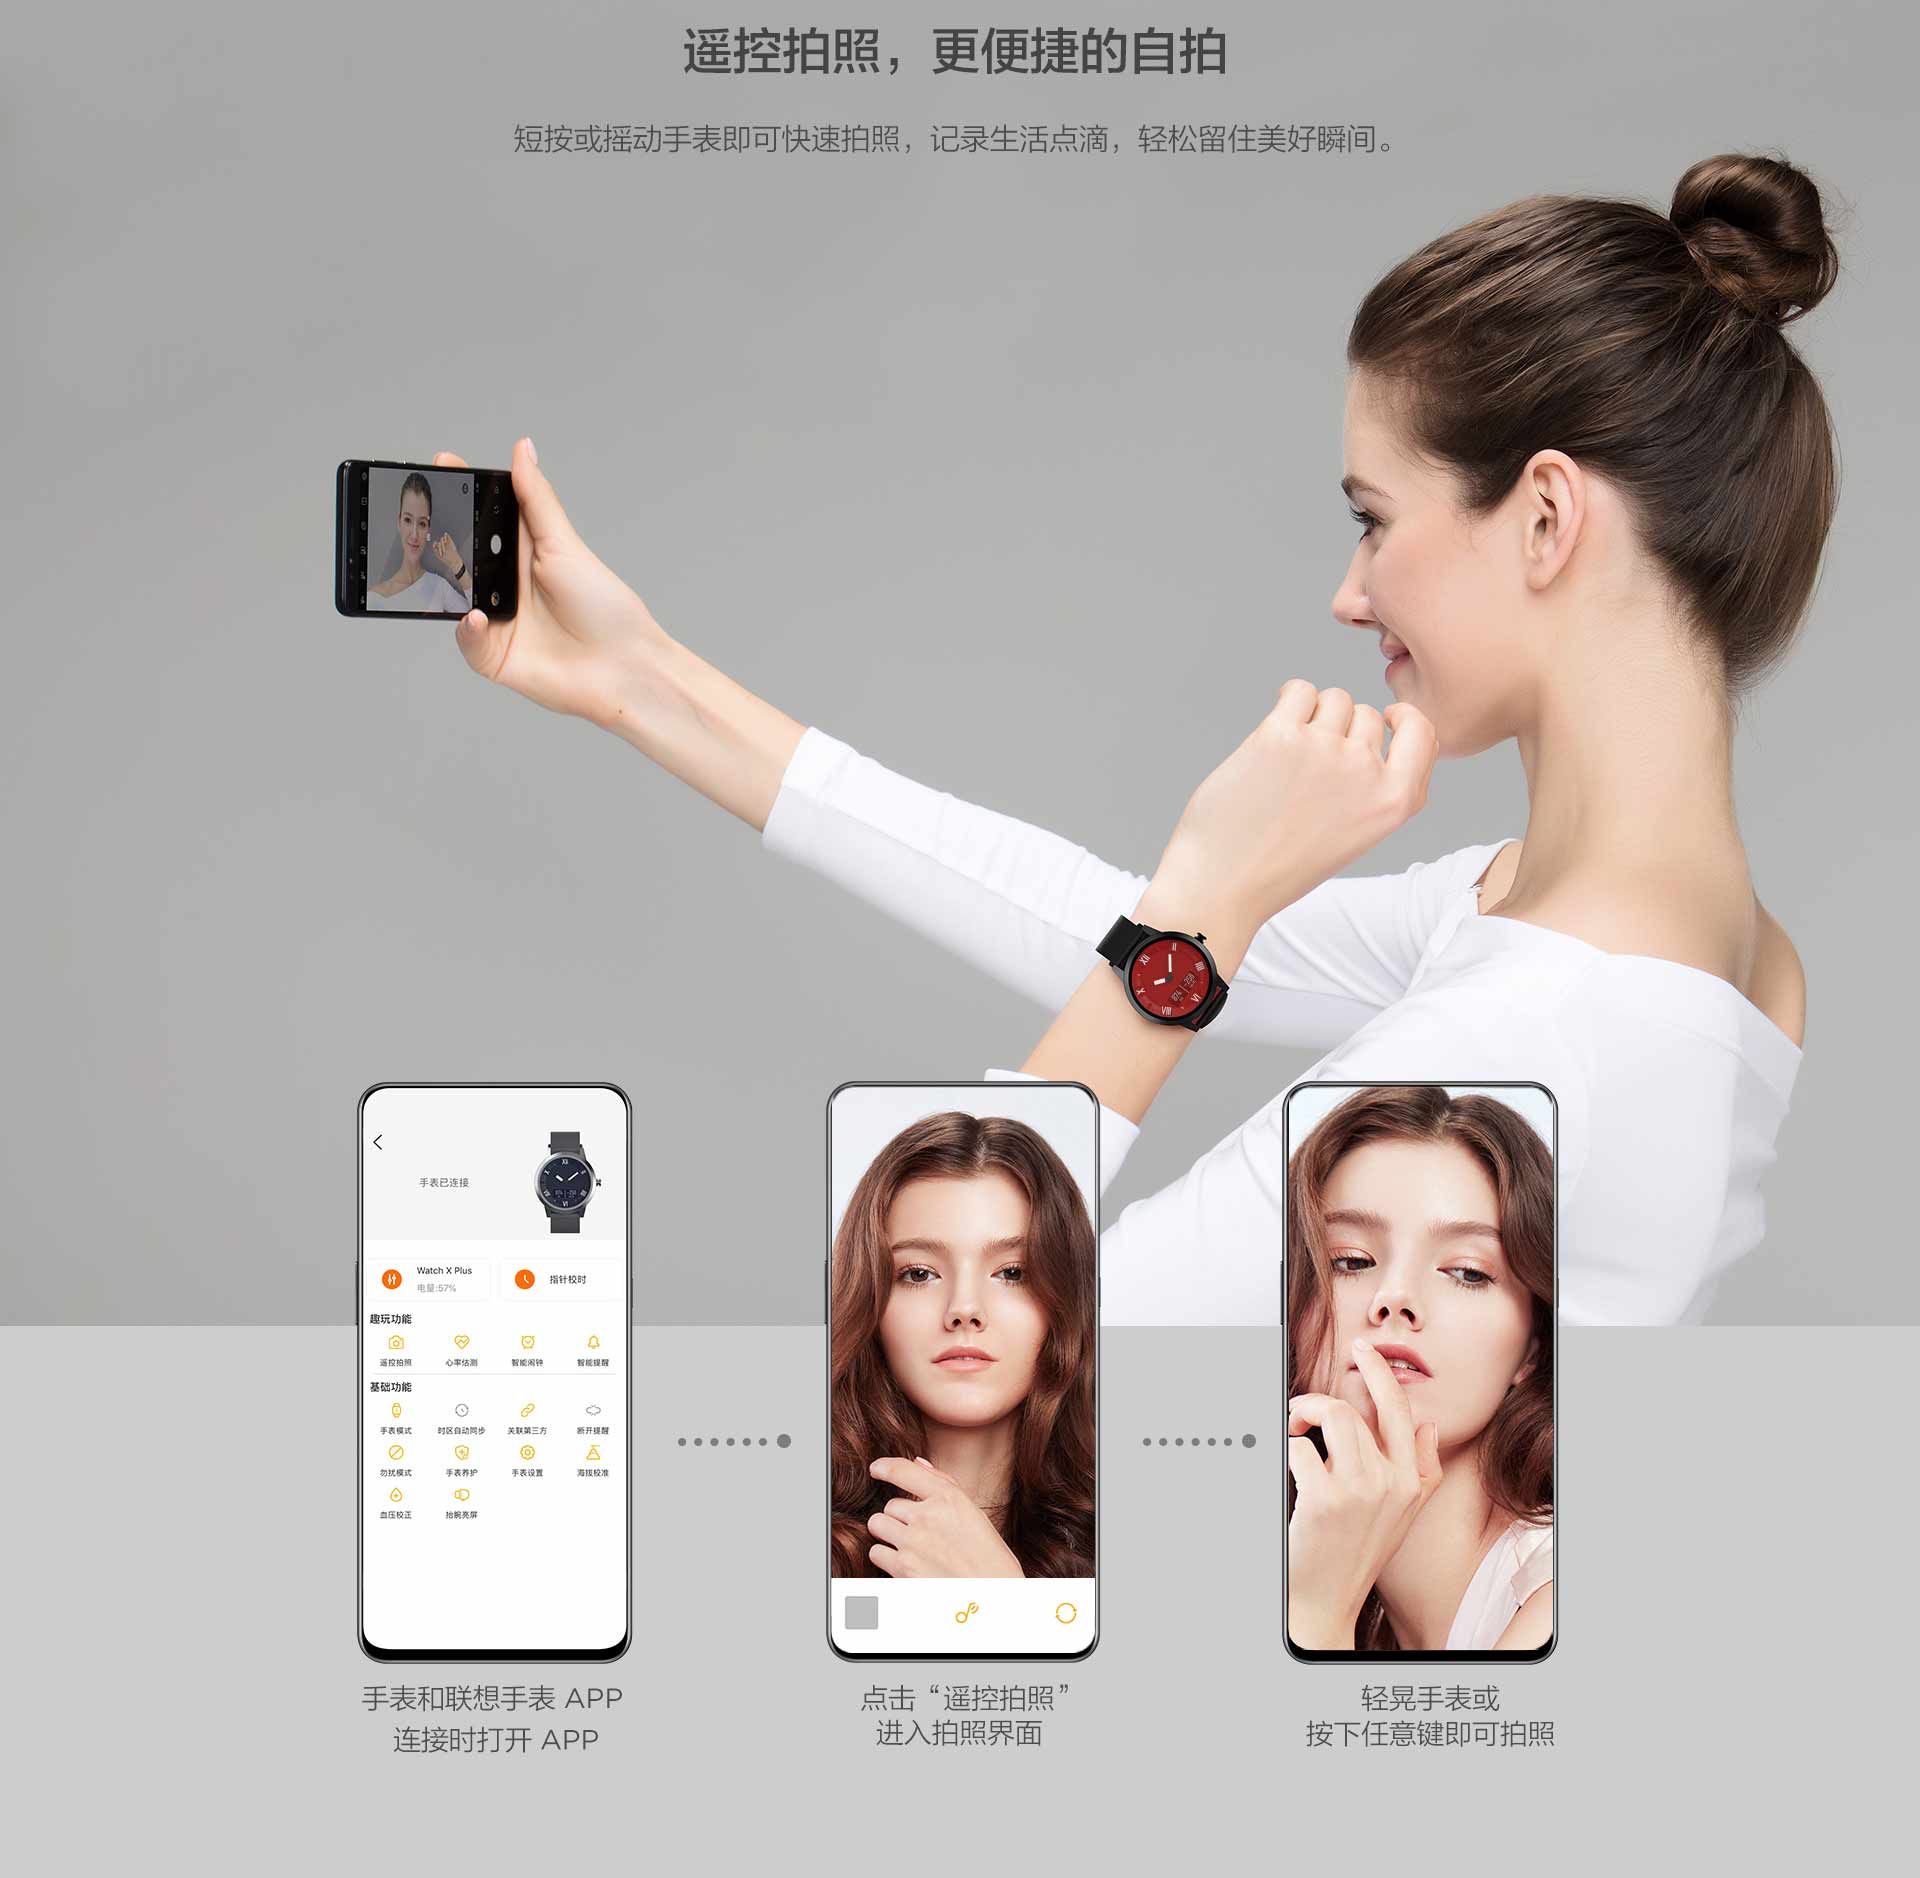 遥控拍照，更便捷的自拍
短按或摇动手表即可快速拍照，记录生活点滴，轻松留住美好瞬间。
手表已连接
Watch X Plus
电量:57%
指针校时
趣玩功能
遥控拍照 心率估测 智能闹钟 智能提醒
基础功能
手表模式 时区自动同步 关联第三方 断开提醒
勿扰模式 手表养护 手表设置 海拔校准
血压校正 抬腕亮屏
手表和联想手表 APP
连接时打开 APP
点击“遥控拍照”
进入拍照界面
轻晃手表或
按下任意键即可拍照